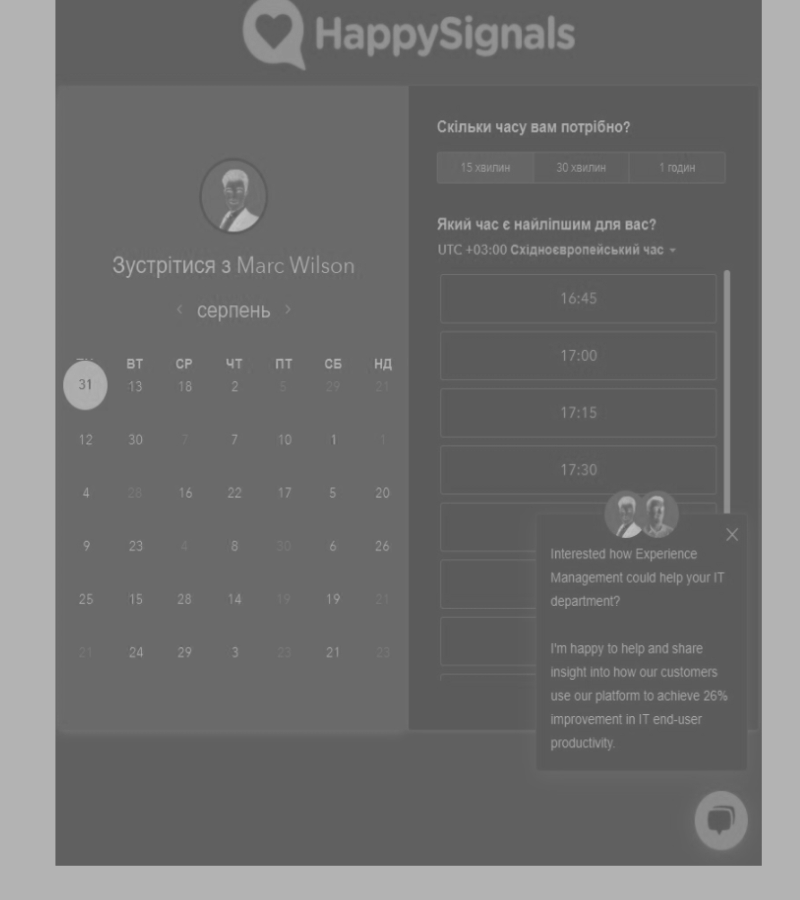 HappySignals
Зустрітися з Marc Wilson
серпень
ВТ СР ЧТ ПТ СБ НД
31 13 18 2 5 29 21
12 30 7 7 10 1 1
4 28 16 22 17 5 20
9 23 4 8 30 6 26
25 15 28 14 19 19 21
21 24 29 3 23 21 23
Скільки часу вам потрібно?
15 хвилин 30 хвилин 1 годин
Який час є найліпшим для вас?
UTC +03:00 Східноєвропейський час
16:45
17:00
17:15
17:30
Interested how Experience
Management could help your IT
department?
I'm happy to help and share
insight into how our customers
use our platform to achieve 26%
improvement in IT end-user
productivity.